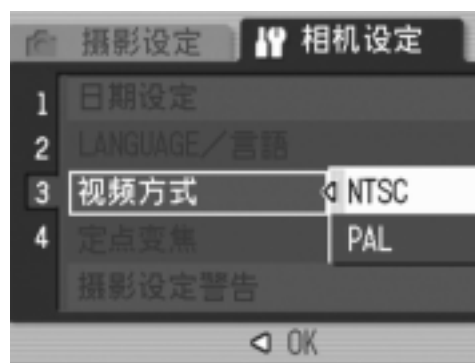 摄影设定 相机设定
1 日期设定
2 LANGUAGE／言語
3 视频方式 NTSC
4 定点变焦 PAL
摄影设定警告
OK